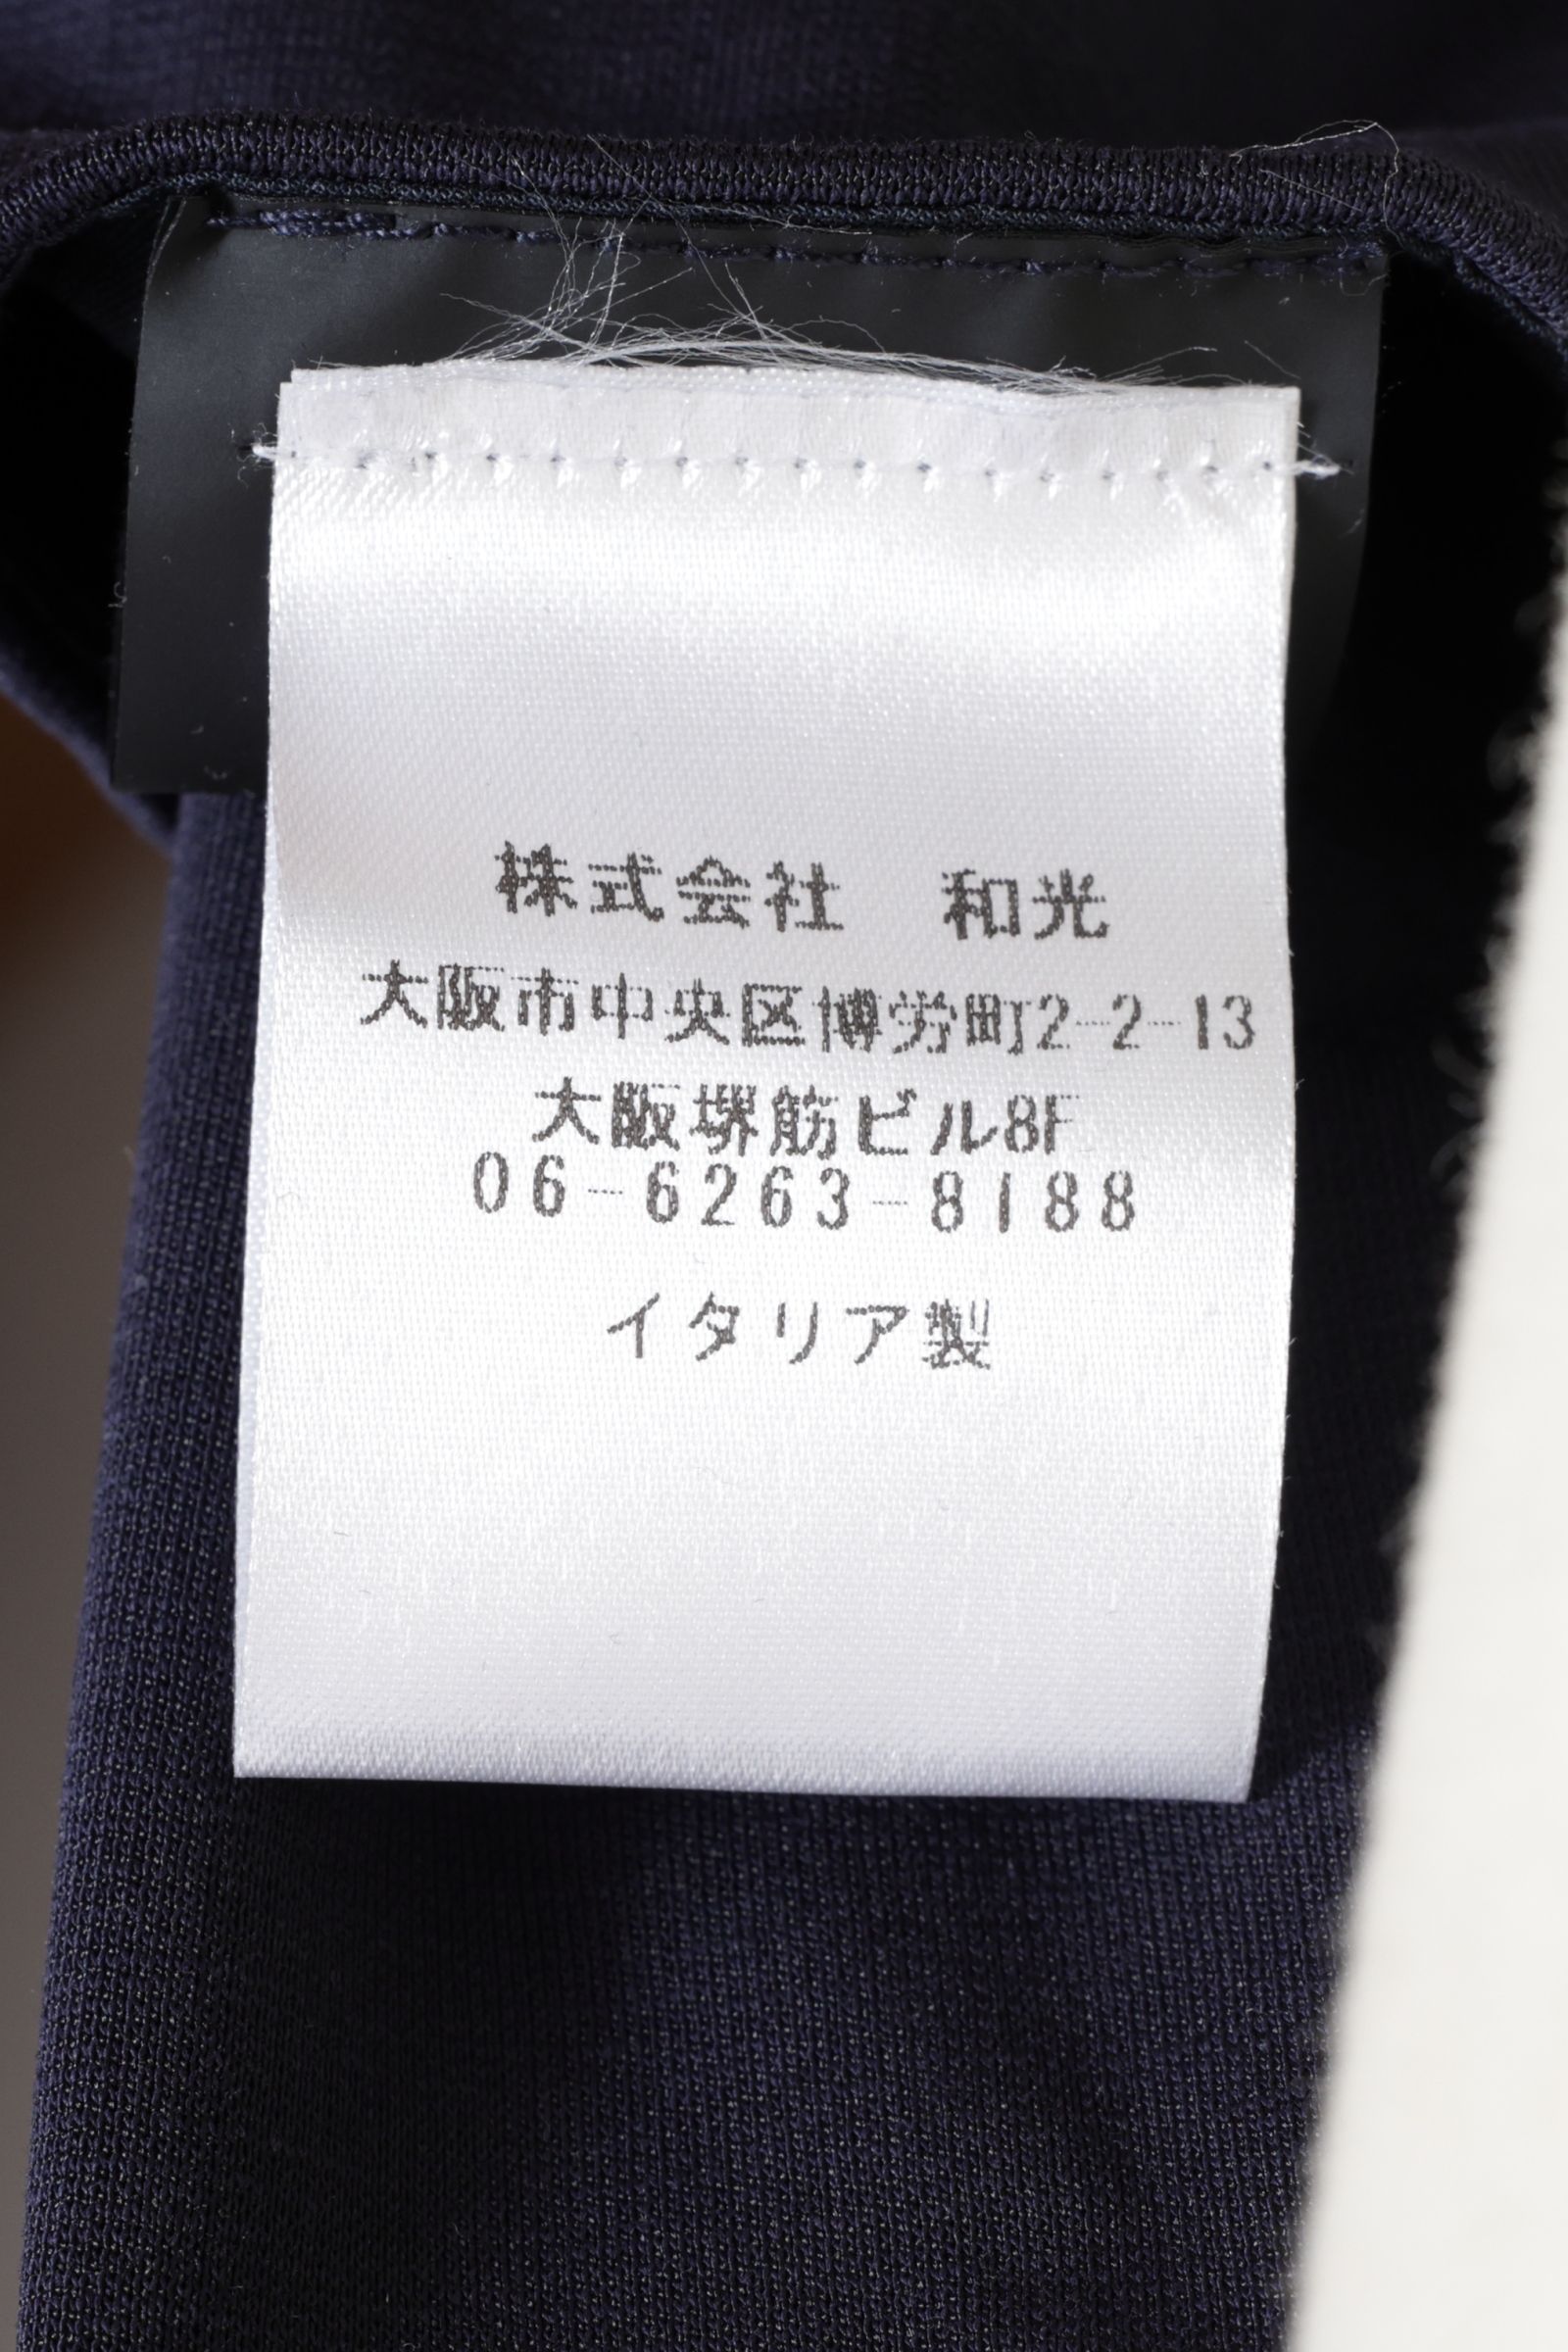 株式会社　和光
大阪市中央区博労町2-2-13
大阪堺筋ビル8F
06-6263-8188
イタリア製